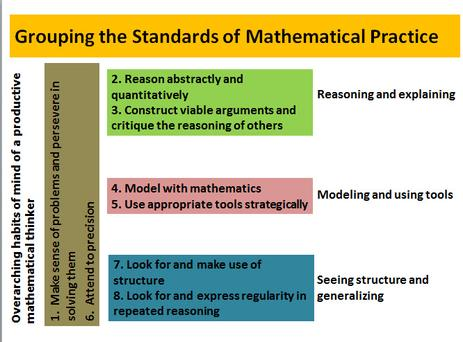 Grouping the Standards of Mathematical Practice
Overarching habits of mind of a productive
mathematical thinker
1. Make sense of problems and persevere in
solving them
6. Attend to precision
2. Reason abstractly and
quantitatively
3. Construct viable arguments and
critique the reasoning of others
Reasoning and explaining
4. Model with mathematics
5. Use appropriate tools strategically
Modeling and using tools
7. Look for and make use of
structure
8. Look for and express regularity in
repeated reasoning
Seeing structure and
generalizing